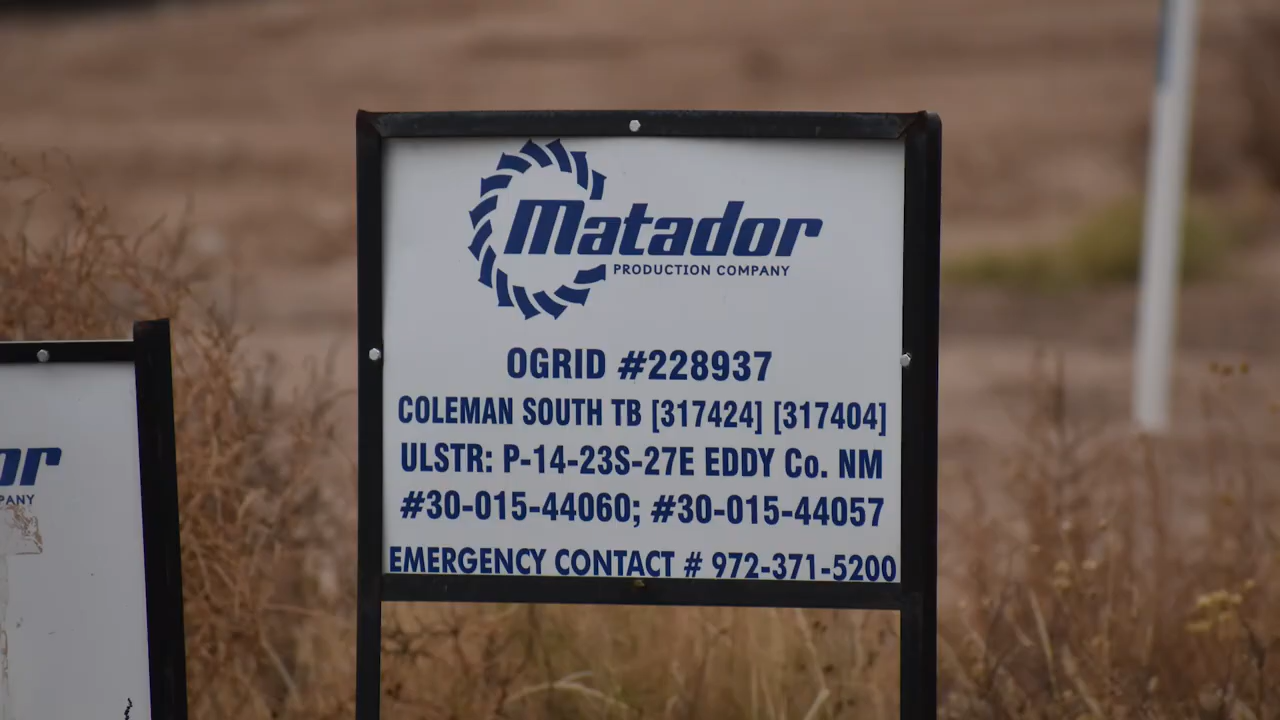 Matador
PRODUCTION COMPANY
OGRID #228937
COLEMAN SOUTH TB [317424] [317404]
ULSTR: P-14-23S-27E EDDY Co. NM
#30-015-44060; #30-015-44057
EMERGENCY CONTACT # 972-371-5200